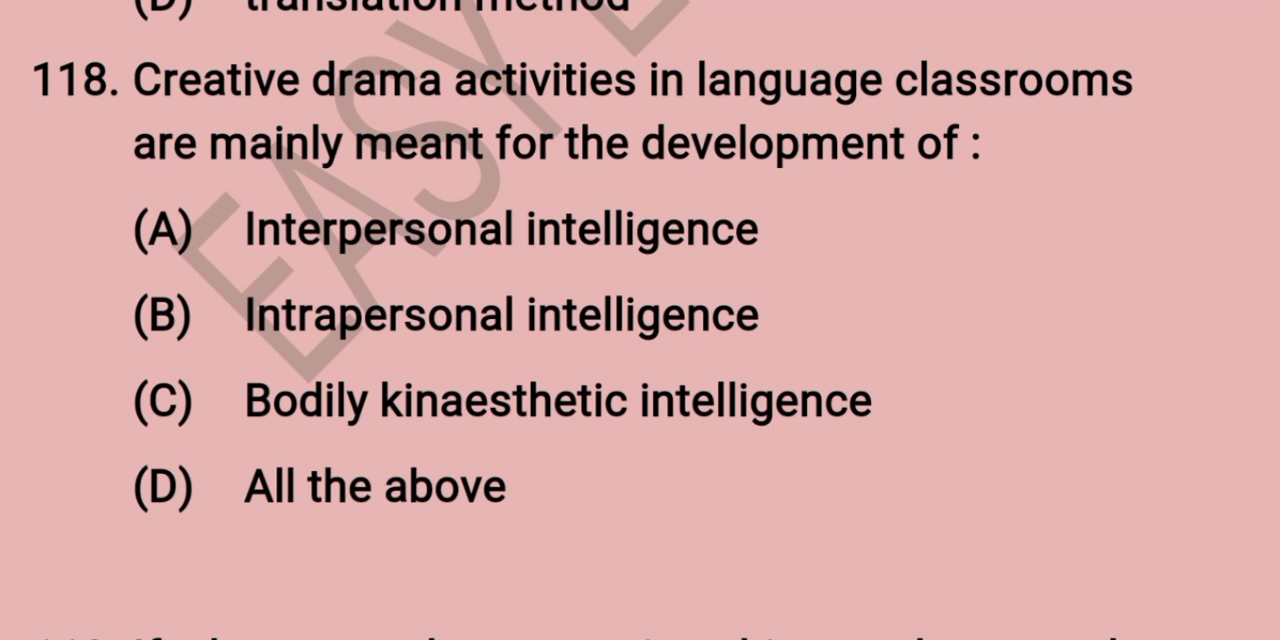 (D) translation method
118. Creative drama activities in language classrooms
are mainly meant for the development of :
(A) Interpersonal intelligence
(B) Intrapersonal intelligence
(C) Bodily kinaesthetic intelligence
(D) All the above
EASY